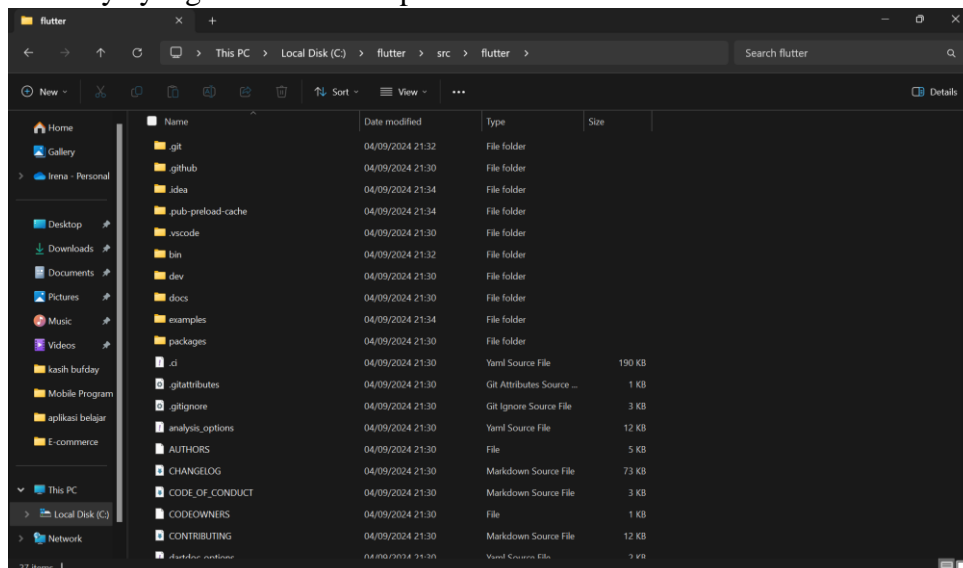 flutter
This PC > Local Disk (C:) > flutter > src > flutter >
Search flutter
New
Sort
View
Details
Home
Gallery
Irena - Personal
Desktop
Downloads
Documents
Pictures
Music
Videos
kasih bufday
Mobile Program
aplikasi belajar
E-commerce
This PC
Local Disk (C:)
Network
Name Date modified Type Size
.git 04/09/2024 21:32 File folder
.github 04/09/2024 21:30 File folder
.idea 04/09/2024 21:34 File folder
.pub-preload-cache 04/09/2024 21:34 File folder
.vscode 04/09/2024 21:30 File folder
bin 04/09/2024 21:32 File folder
dev 04/09/2024 21:30 File folder
docs 04/09/2024 21:30 File folder
examples 04/09/2024 21:34 File folder
packages 04/09/2024 21:30 File folder
.ci 04/09/2024 21:30 Yaml Source File 190 KB
.gitattributes 04/09/2024 21:30 Git Attributes Source ... 1 KB
.gitignore 04/09/2024 21:30 Git Ignore Source File 3 KB
analysis_options 04/09/2024 21:30 Yaml Source File 12 KB
AUTHORS 04/09/2024 21:30 File 5 KB
CHANGELOG 04/09/2024 21:30 Markdown Source File 73 KB
CODE_OF_CONDUCT 04/09/2024 21:30 Markdown Source File 3 KB
CODEOWNERS 04/09/2024 21:30 File 1 KB
CONTRIBUTING 04/09/2024 21:30 Markdown Source File 12 KB
dartdoc_options 04/09/2024 21:30 Yaml Source File 2 KB
27 items